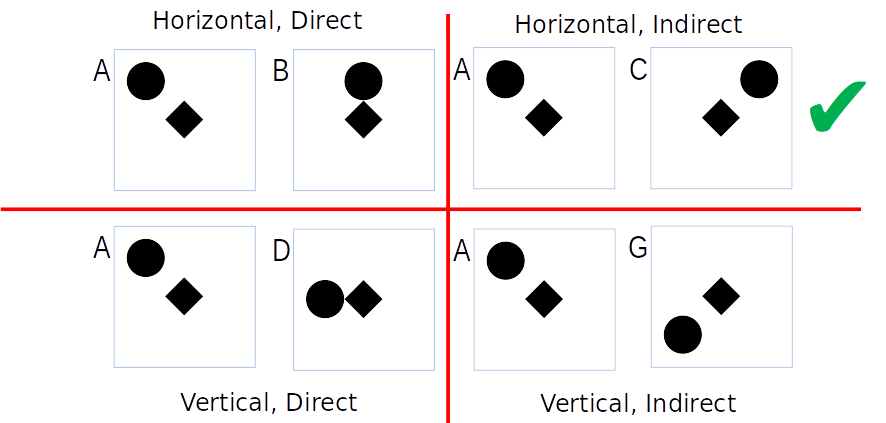 Horizontal, Direct
Horizontal, Indirect
A
B
A
C
A
D
A
G
Vertical, Direct
Vertical, Indirect